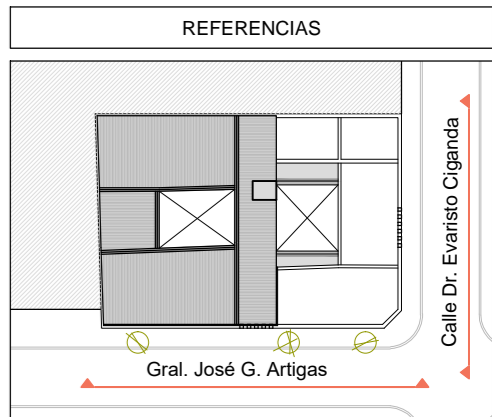 REFERENCIAS
Calle Dr. Evaristo Ciganda
Gral. José G. Artigas